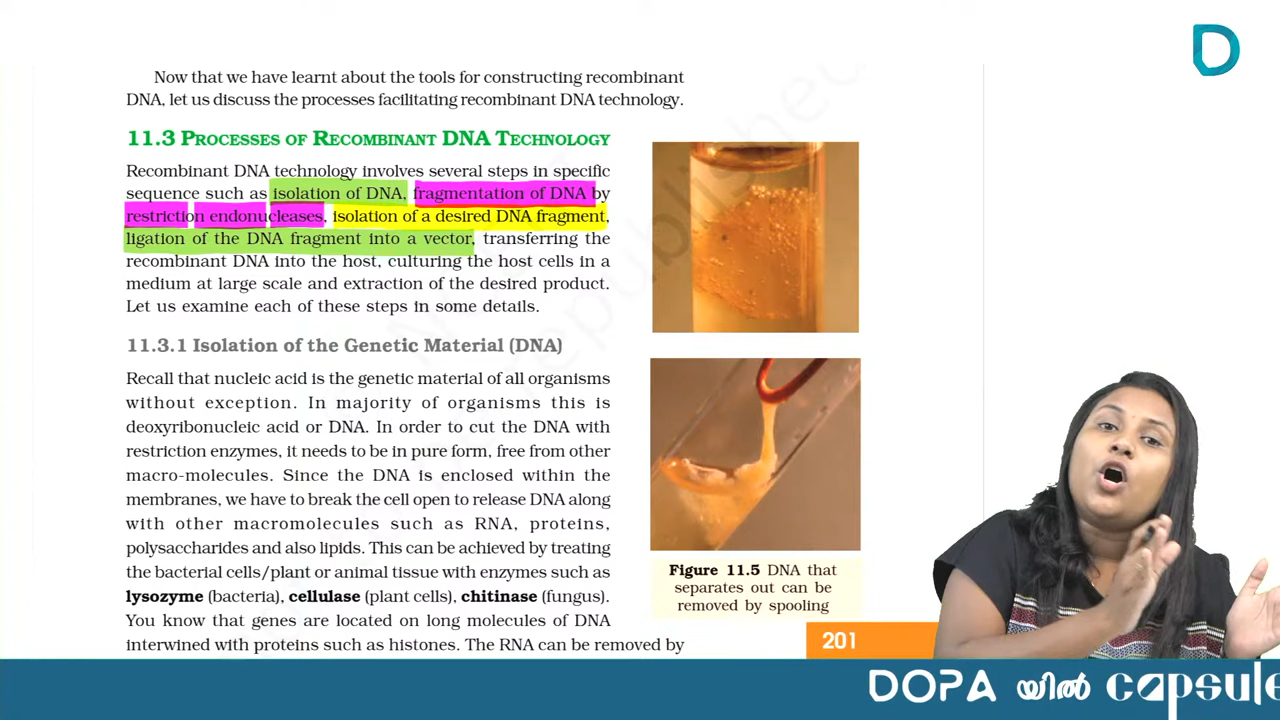 D
Now that we have learnt about the tools for constructing recombinant
DNA, let us discuss the processes facilitating recombinant DNA technology.
11.3 PROCESSES OF RECOMBINANT DNA TECHNOLOGY
Recombinant DNA technology involves several steps in specific
sequence such as isolation of DNA, fragmentation of DNA by
restriction endonucleases, isolation of a desired DNA fragment,
ligation of the DNA fragment into a vector, transferring the
recombinant DNA into the host, culturing the host cells in a
medium at large scale and extraction of the desired product.
Let us examine each of these steps in some details.
11.3.1 Isolation of the Genetic Material (DNA)
Recall that nucleic acid is the genetic material of all organisms
without exception. In majority of organisms this is
deoxyribonucleic acid or DNA. In order to cut the DNA with
restriction enzymes, it needs to be in pure form, free from other
macro-molecules. Since the DNA is enclosed within the
membranes, we have to break the cell open to release DNA along
with other macromolecules such as RNA, proteins,
polysaccharides and also lipids. This can be achieved by treating
the bacterial cells/plant or animal tissue with enzymes such as
lysozyme (bacteria), cellulase (plant cells), chitinase (fungus).
You know that genes are located on long molecules of DNA
interwined with proteins such as histones. The RNA can be removed by
Figure 11.5 DNA that
separates out can be
removed by spooling
201
DOPA യിൽ capsule